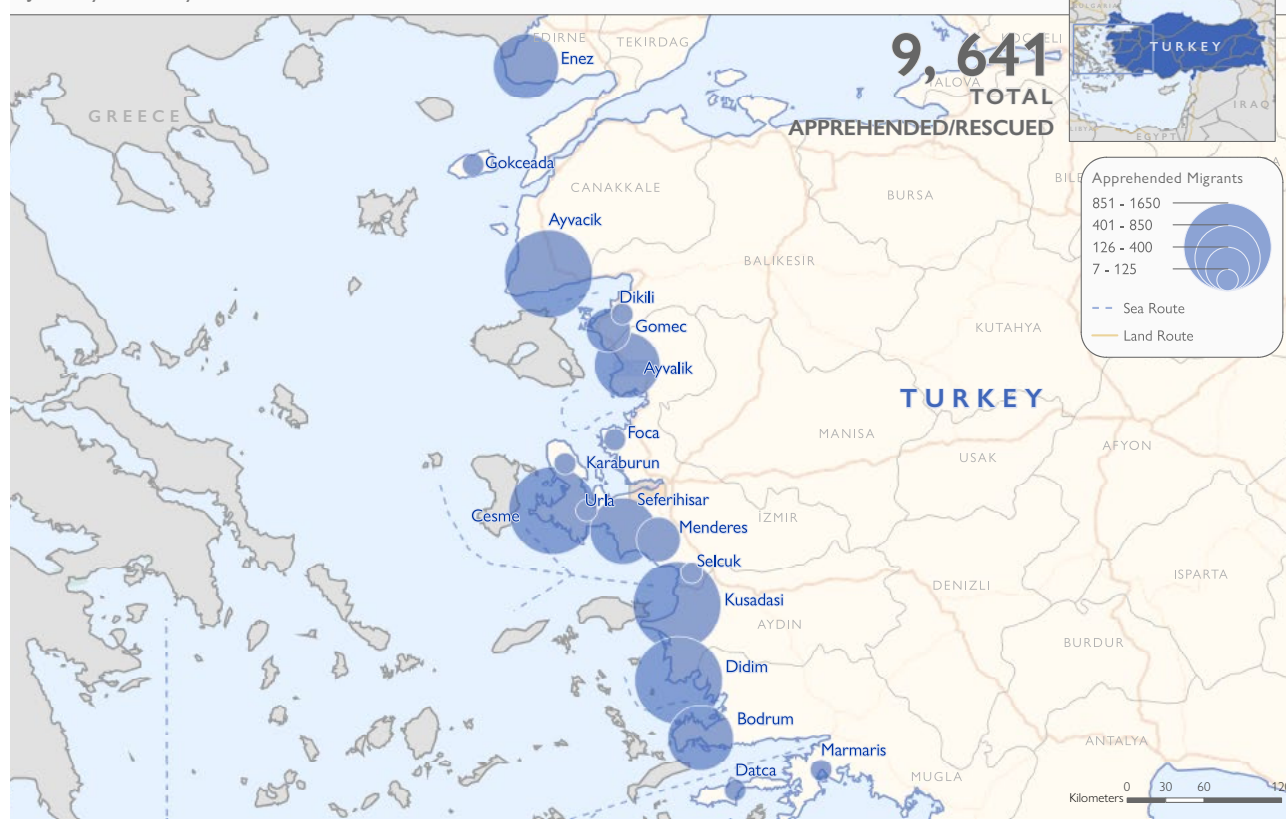 EDIRNE
TEKIRDAG
KOCAELI
YALOVA
Enez
GREECE
9, 641
TOTAL
APPREHENDED/RESCUED
TURKEY
IRAQ
EGYPT
Gokceada
CANAKKALE
BURSA
Apprehended Migrants
851 - 1650
401 - 850
126 - 400
7 - 125
Sea Route
Land Route
Ayvacik
BALIKESIR
Dikili
Gomec
KUTAHYA
Ayvalik
TURKEY
Foca
MANISA
AFYON
Karaburun
USAK
Urla
Seferihisar
Cesme
IZMIR
Menderes
Selcuk
ISPARTA
DENIZLI
Kusadasi
AYDIN
BURDUR
Didim
Bodrum
ANTALYA
Marmaris
Datca
MUGLA
Kilometers
0 30 60